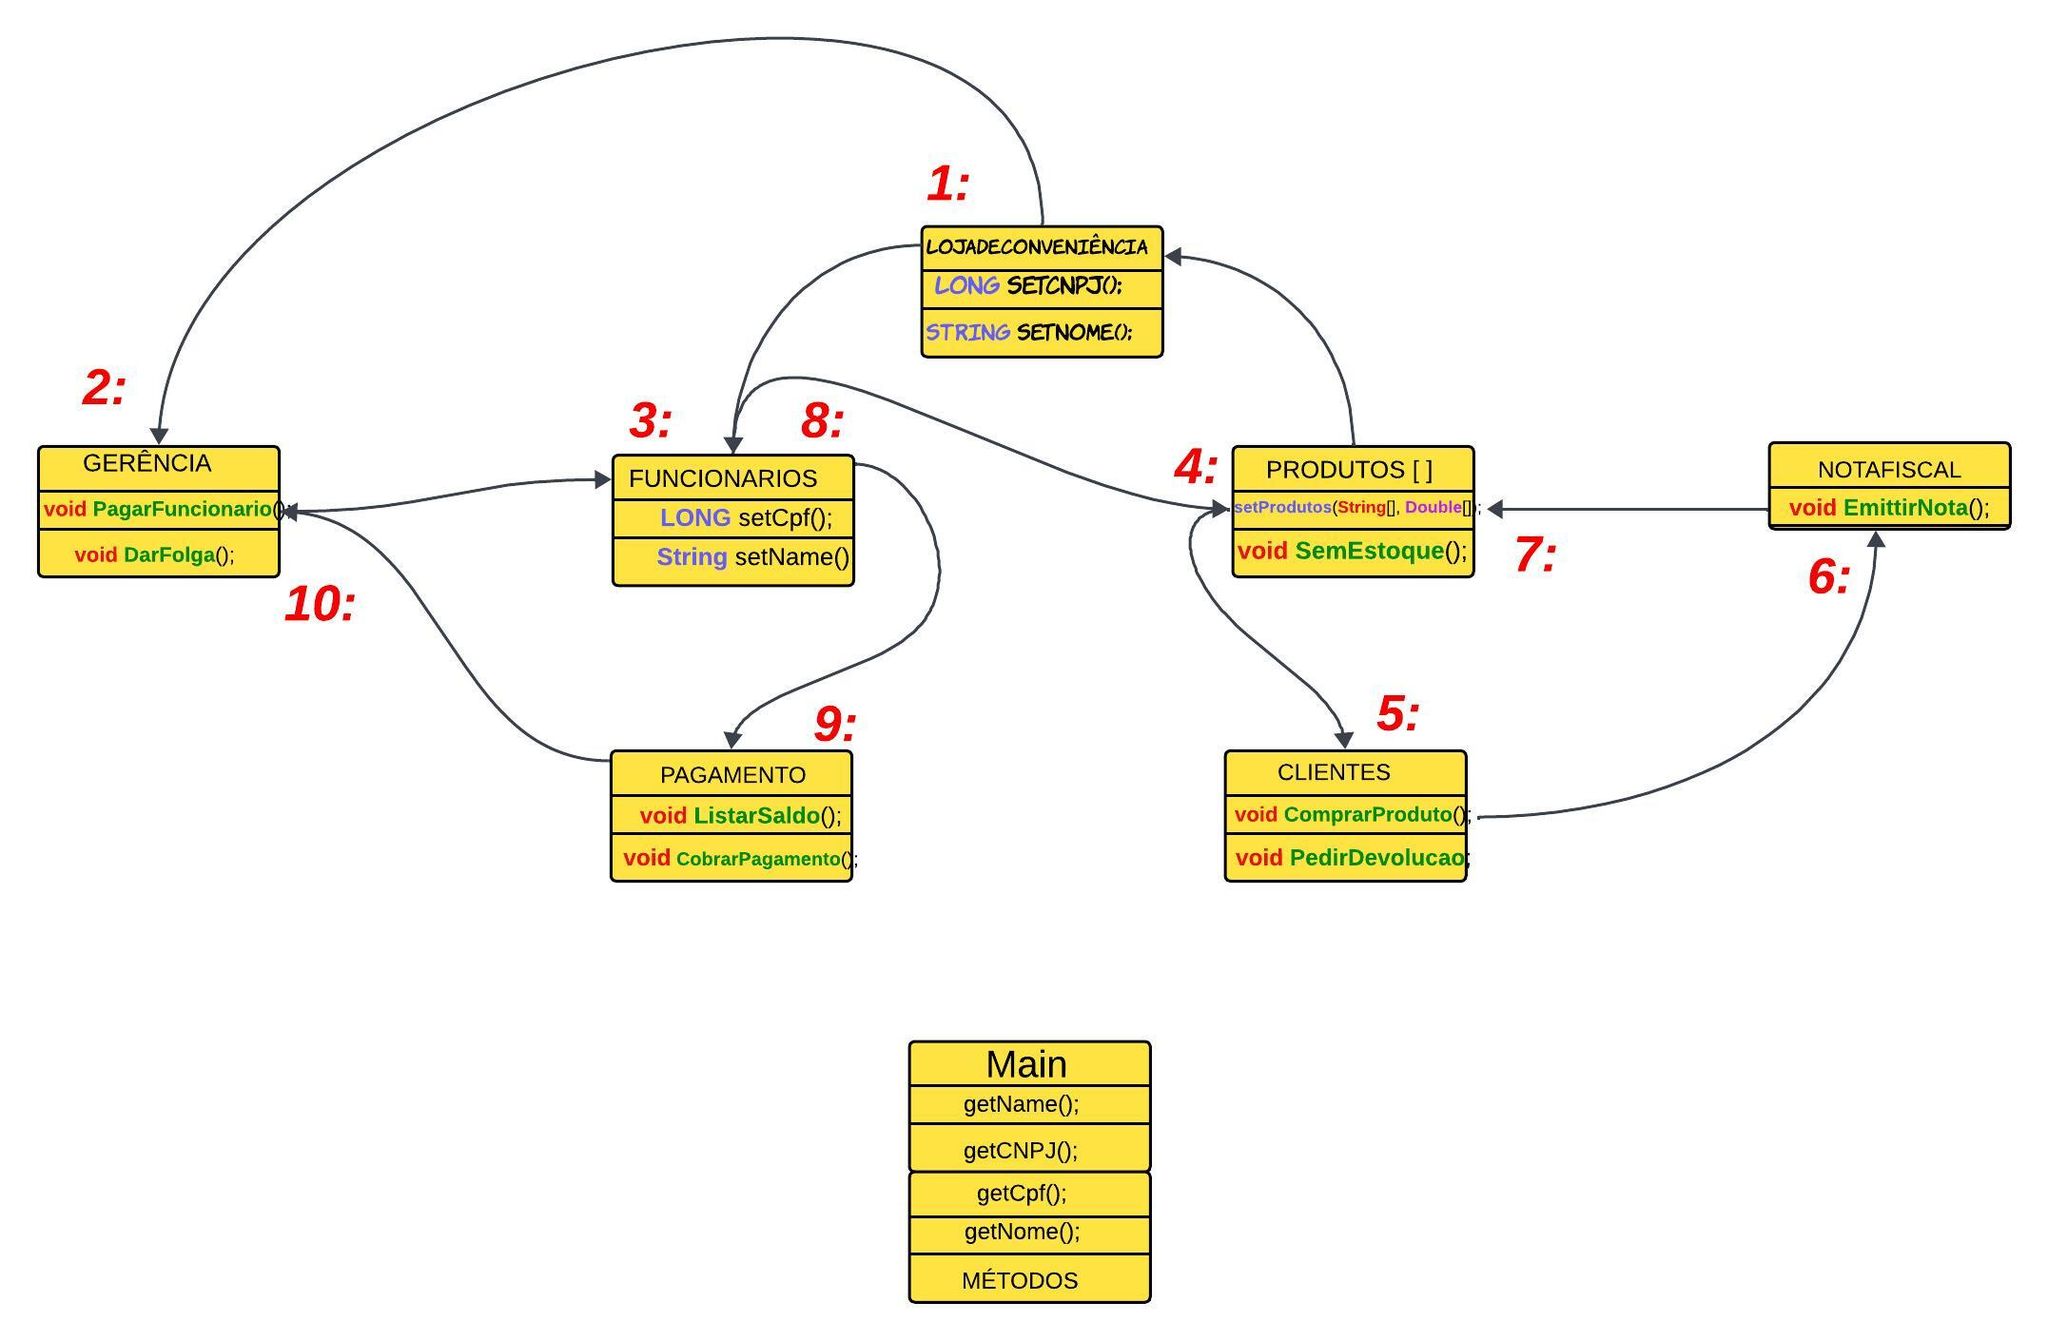 1:
LOJADECONVENIÊNCIA
LONG SETCNPJ();
STRING SETNOME();
2:
GERÊNCIA
void PagarFuncionario();
void DarFolga();
10:
3:
8:
FUNCIONARIOS
LONG setCpf();
String setName()
4:
PRODUTOS [ ]
setProdutos(String[], Double[]);
void SemEstoque();
7:
NOTAFISCAL
void EmittirNota();
6:
9:
PAGAMENTO
void ListarSaldo();
void CobrarPagamento();
5:
CLIENTES
void ComprarProduto();
void PedirDevolucao;
Main
getName();
getCNPJ();
getCpf();
getNome();
MÉTODOS